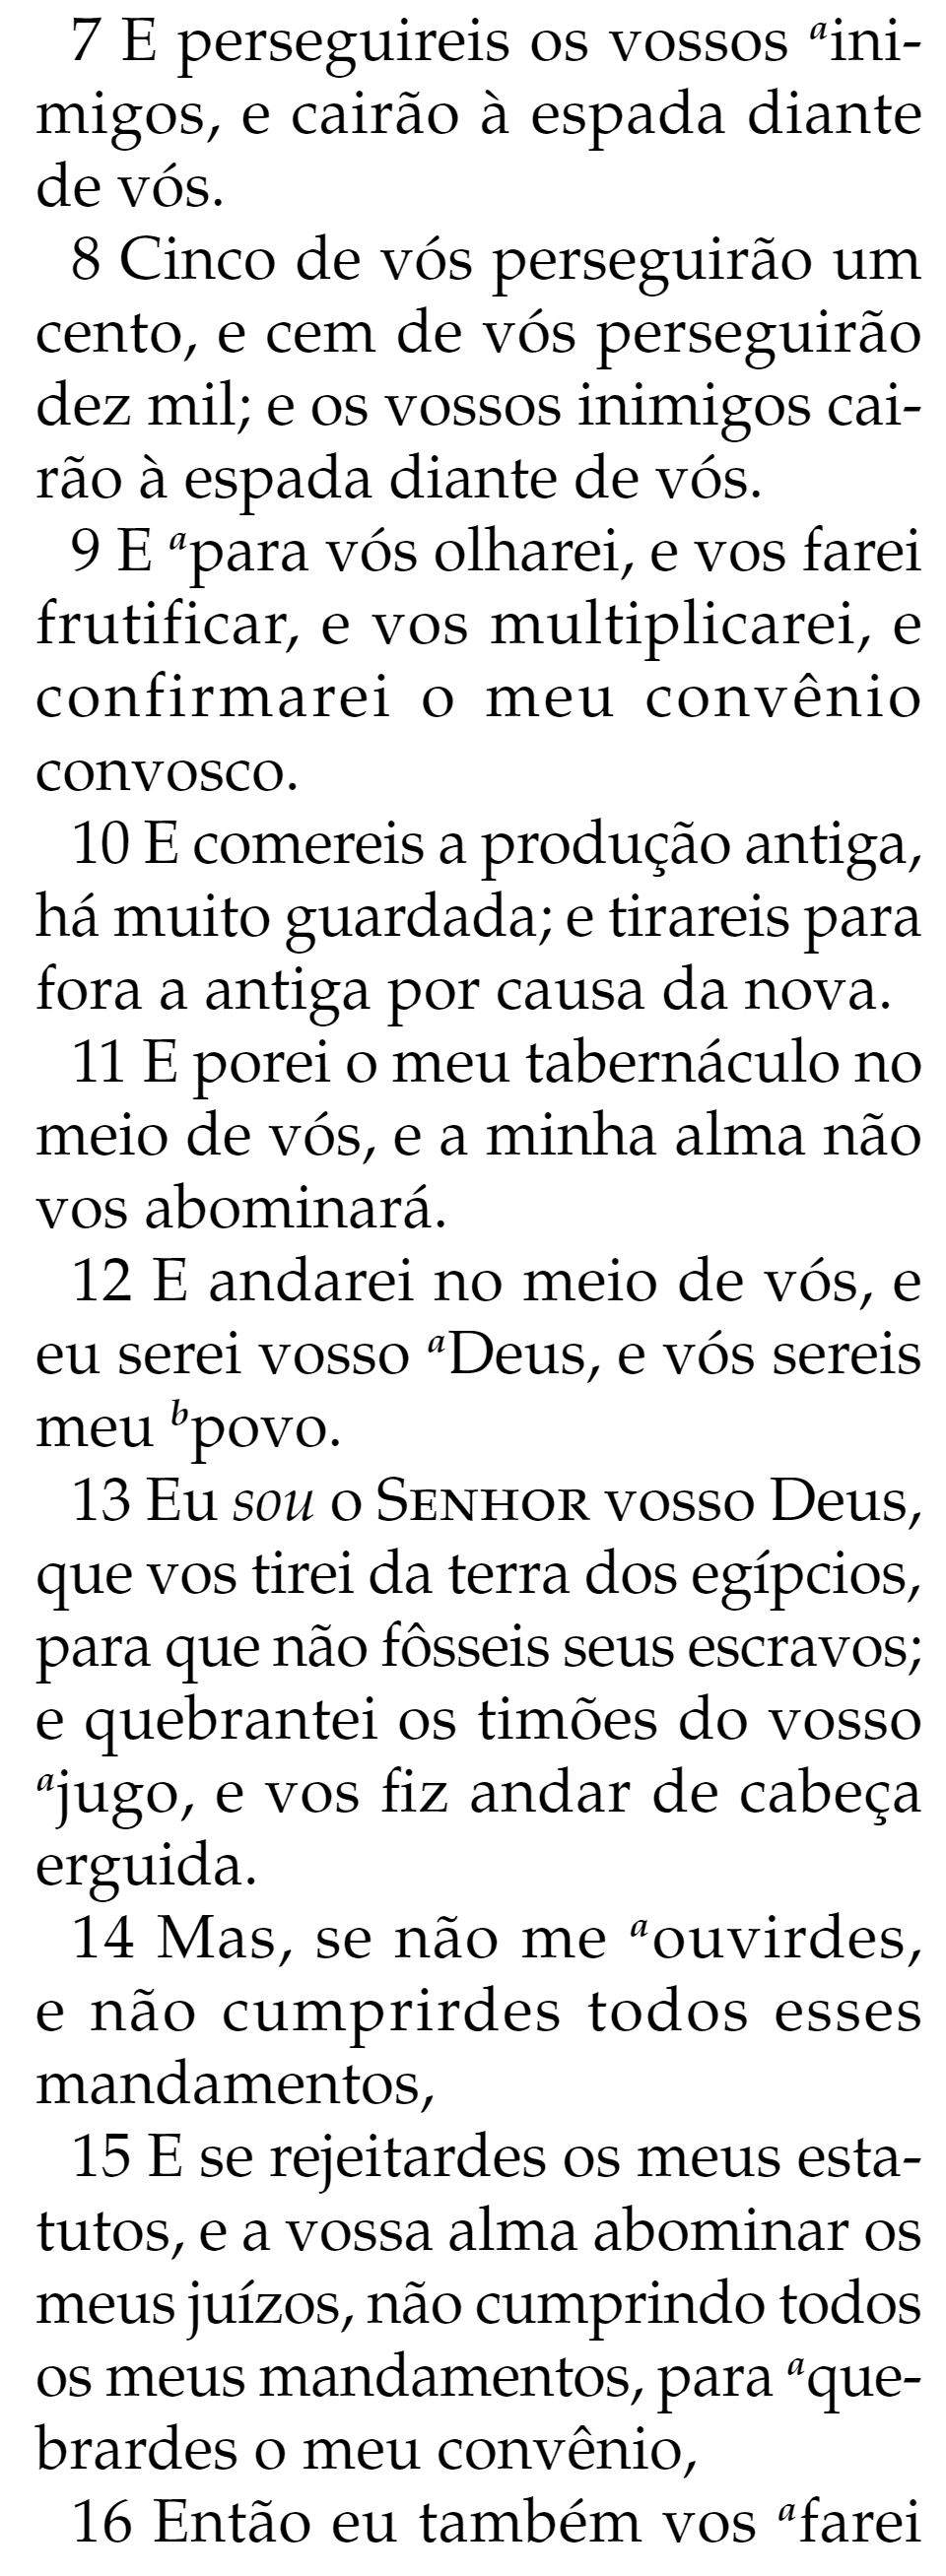 7 E perseguireis os vossos ᵃini-
migos, e cairão à espada diante
de vós.
8 Cinco de vós perseguirão um
cento, e cem de vós perseguirão
dez mil; e os vossos inimigos cai-
rão à espada diante de vós.
9 E ᵃpara vós olharei, e vos farei
frutificar, e vos multiplicarei, e
confirmarei o meu convênio
convosco.
10 E comereis a produção antiga,
há muito guardada; e tirareis para
fora a antiga por causa da nova.
11 E porei o meu tabernáculo no
meio de vós, e a minha alma não
vos abominará.
12 E andarei no meio de vós, e
eu serei vosso ᵃDeus, e vós sereis
meu ᵇpovo.
13 Eu sou o SENHOR vosso Deus,
que vos tirei da terra dos egípcios,
para que não fôsseis seus escravos;
e quebrantei os timões do vosso
ᵃjugo, e vos fiz andar de cabeça
erguida.
14 Mas, se não me ᵃouvirdes,
e não cumprirdes todos esses
mandamentos,
15 E se rejeitardes os meus esta-
tutos, e a vossa alma abominar os
meus juízos, não cumprindo todos
os meus mandamentos, para ᵃque-
brardes o meu convênio,
16 Então eu também vos ᵃfarei